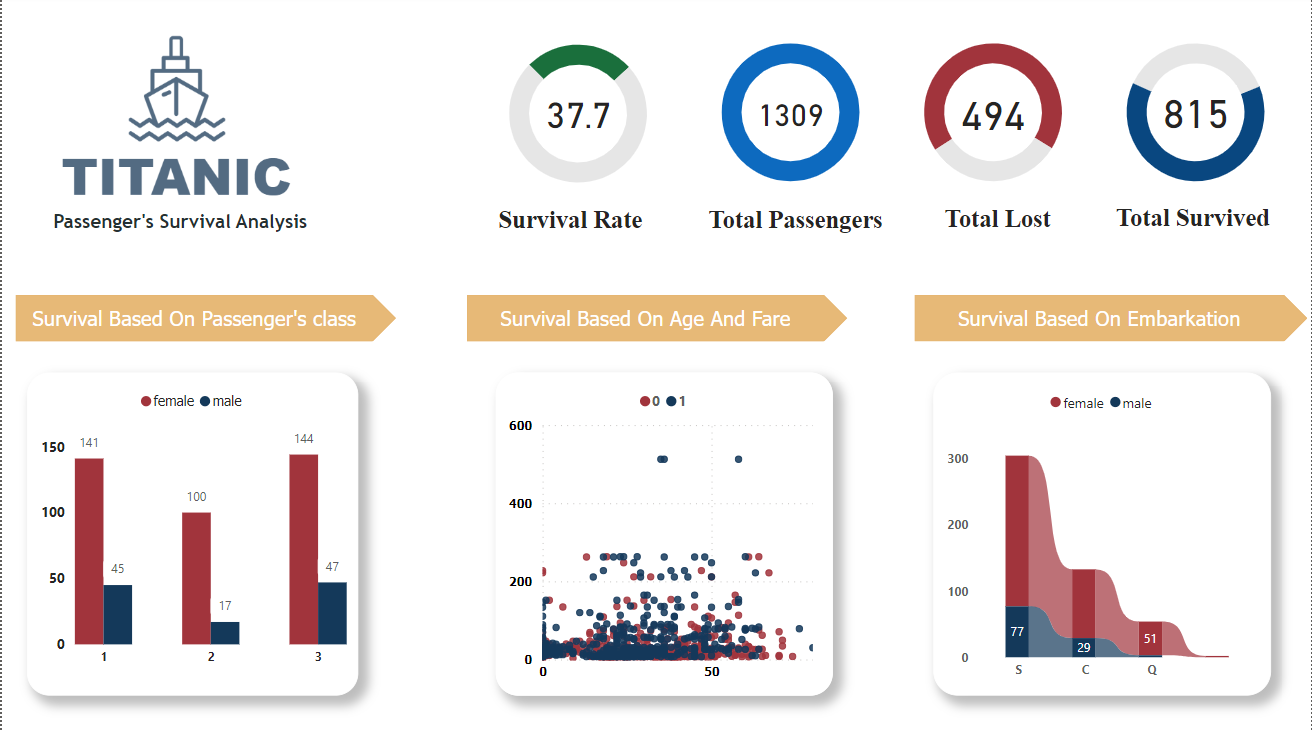 TITANIC
Passenger's Survival Analysis
37.7
1309
494
815
Survival Rate
Total Passengers
Total Lost
Total Survived
Survival Based On Passenger's class
Survival Based On Age And Fare
Survival Based On Embarkation
female male
150
100
50
0
141
45
100
17
144
47
1
2
3
0 1
600
400
200
0
0
50
female male
300
200
100
0
77
29
51
S
C
Q